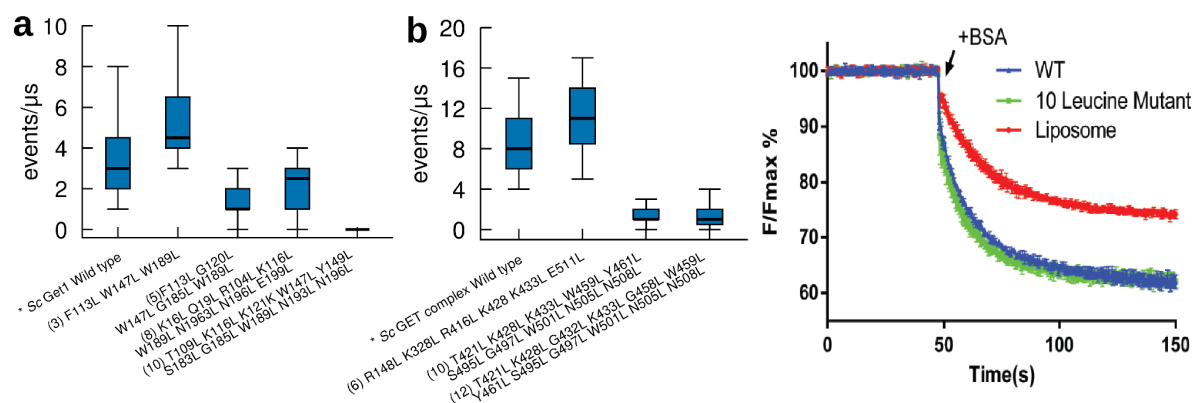 a
10
8
6
4
2
0
events/μs
* Sc Get1 Wild type
(3) F113L W147L W189L
(5)F113L G120L
W147L G185L W189L
(8) K16L Q19L R104L K116L
W189L N1963L N196L E199L
(10) T109L K116L K121K W147L Y149L
S183L G185L W189L N193L N196L
b
20
16
12
8
4
0
events/μs
* Sc GET complex Wild type
(6) R148L K328L R416L K428 K433L E511L
(10) T421L K428L K433L W459L Y461L
S495L G497L W501L N505L N508L
(12) T421L K428L G432L K433L G458L W459L
Y461L S495L G497L W501L N505L N508L
+BSA
WT
10 Leucine Mutant
Liposome
100
90
80
70
60
F/Fmax %
0
50
100
150
Time(s)